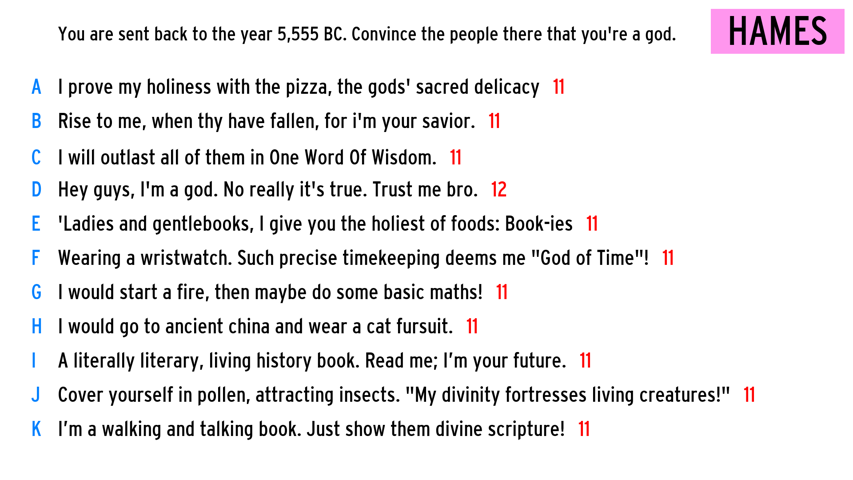 You are sent back to the year 5,555 BC. Convince the people there that you're a god.
HAMES
A I prove my holiness with the pizza, the gods' sacred delicacy 11
B Rise to me, when thy have fallen, for i'm your savior. 11
C I will outlast all of them in One Word Of Wisdom. 11
D Hey guys, I'm a god. No really it's true. Trust me bro. 12
E 'Ladies and gentlebooks, I give you the holiest of foods: Book-ies 11
F Wearing a wristwatch. Such precise timekeeping deems me "God of Time"! 11
G I would start a fire, then maybe do some basic maths! 11
H I would go to ancient china and wear a cat fursuit. 11
I A literally literary, living history book. Read me; I’m your future. 11
J Cover yourself in pollen, attracting insects. "My divinity fortresses living creatures!" 11
K I’m a walking and talking book. Just show them divine scripture! 11